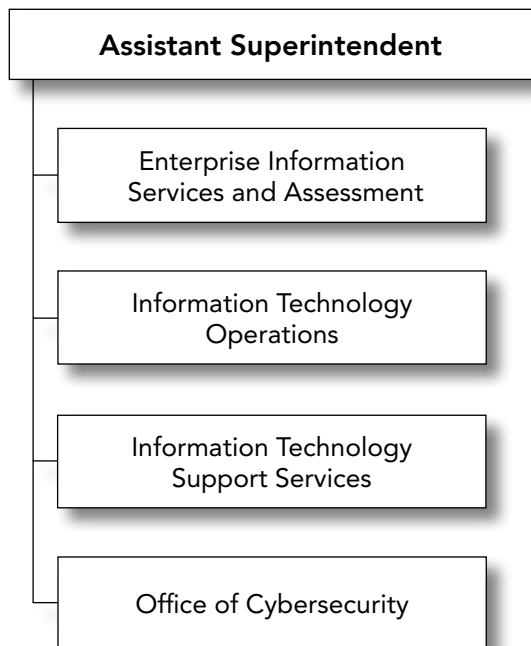 Assistant Superintendent
Enterprise Information
Services and Assessment
Information Technology
Operations
Information Technology
Support Services
Office of Cybersecurity